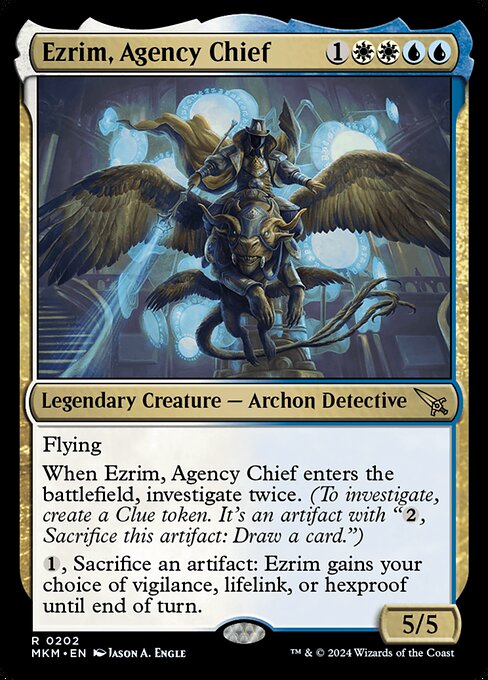 Ezrim, Agency Chief 1
Legendary Creature — Archon Detective
Flying
When Ezrim, Agency Chief enters the
battlefield, investigate twice. (To investigate,
create a Clue token. It's an artifact with “2,
Sacrifice this artifact: Draw a card.”)
1, Sacrifice an artifact: Ezrim gains your
choice of vigilance, lifelink, or hexproof
until end of turn.
5/5
R 0202
MKM • EN Jason A. Engle
™ & © 2024 Wizards of the Coast